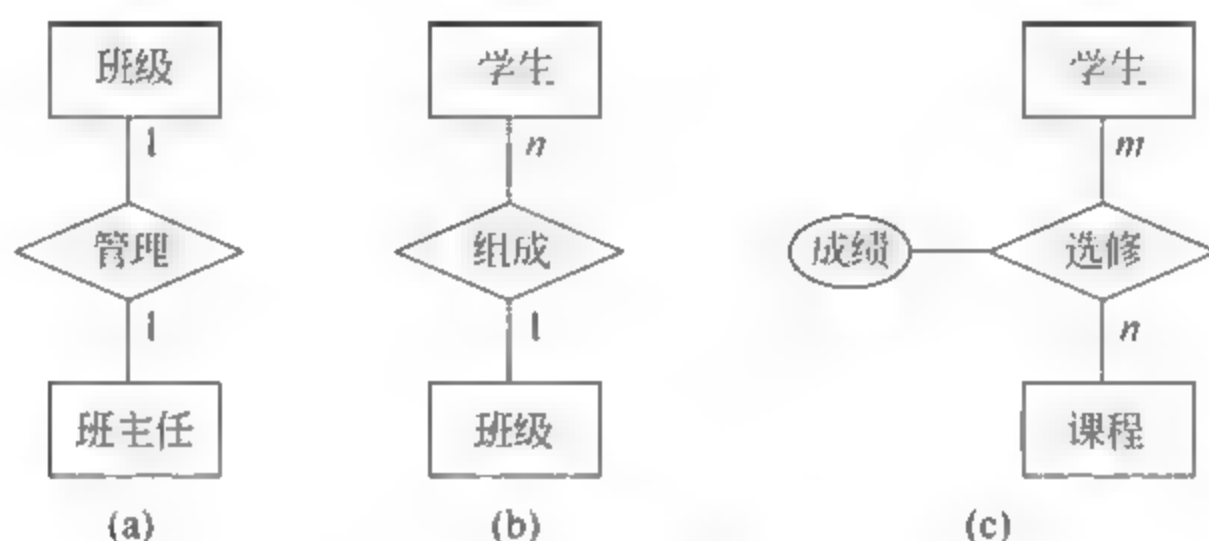 班级 学生 学生
1 n m
管理 组成 成绩 选修
1 1 n
班主任 班级 课程
(a) (b) (c)